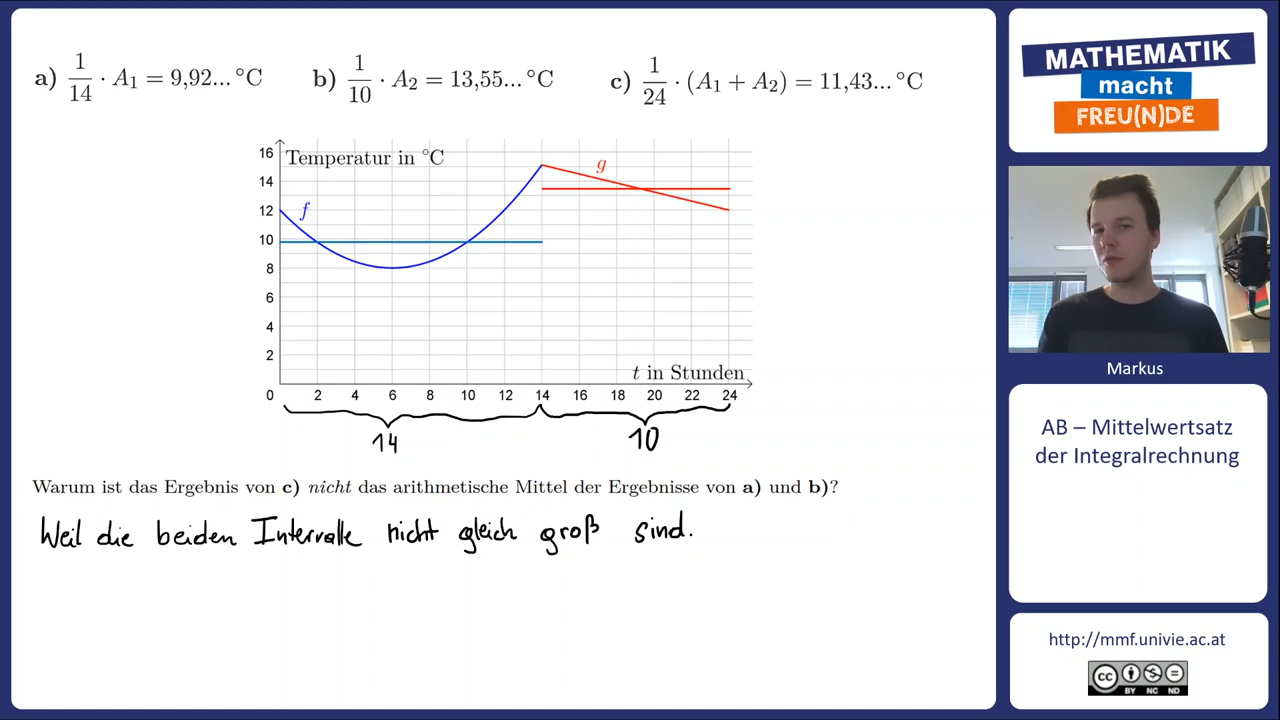 a) 1/14 · A₁ = 9,92... °C b) 1/10 · A₂ = 13,55... °C c) 1/24 · (A₁ + A₂) = 11,43... °C
Temperatur in °C
f
g
16
14
12
10
8
6
4
2
0 2 4 6 8 10 12 14 16 18 20 22 24
t in Stunden
14 10
Warum ist das Ergebnis von c) nicht das arithmetische Mittel der Ergebnisse von a) und b)?
Weil die beiden Intervalle nicht gleich groß sind.
MATHEMATIK
macht
FREU(N)DE
Markus
AB – Mittelwertsatz
der Integralrechnung
http://mmf.univie.ac.at
cc
BY NC ND